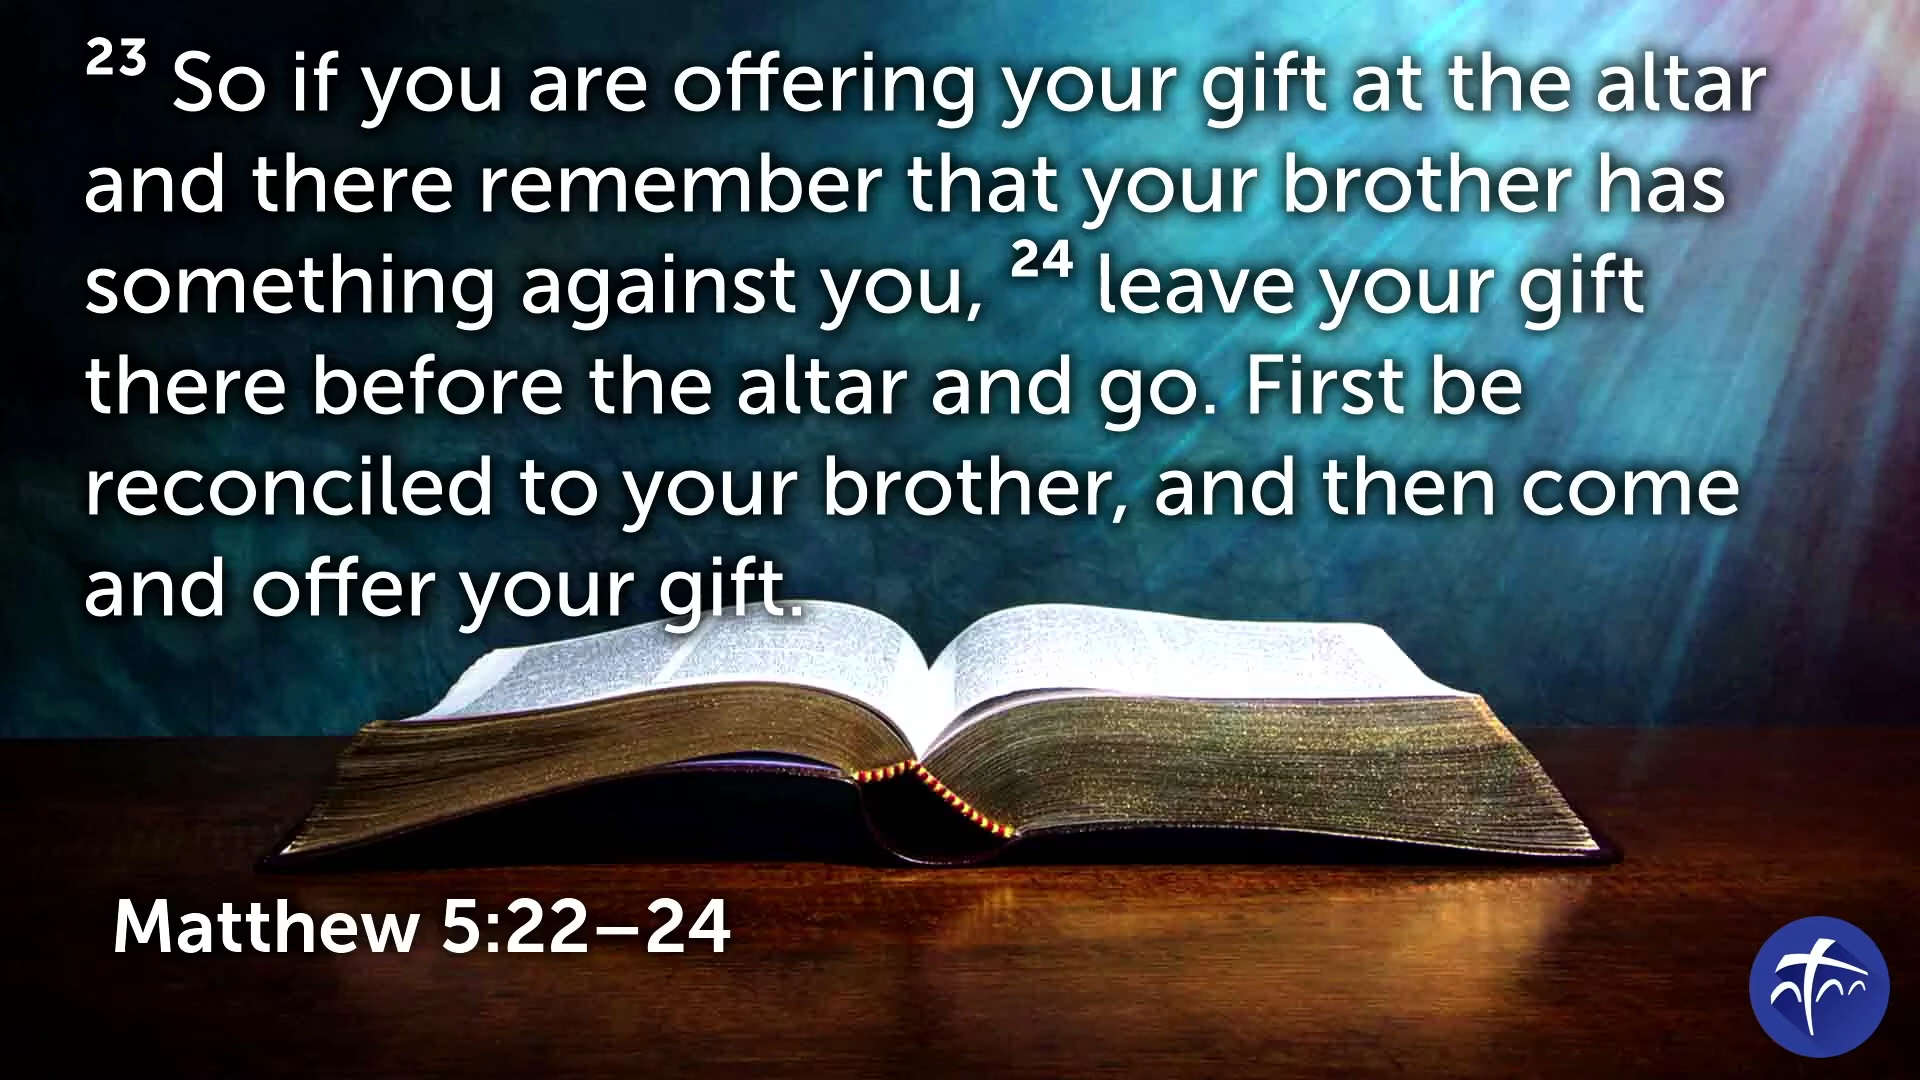 23 So if you are offering your gift at the altar
and there remember that your brother has
something against you, 24 leave your gift
there before the altar and go. First be
reconciled to your brother, and then come
and offer your gift.
Matthew 5:22–24